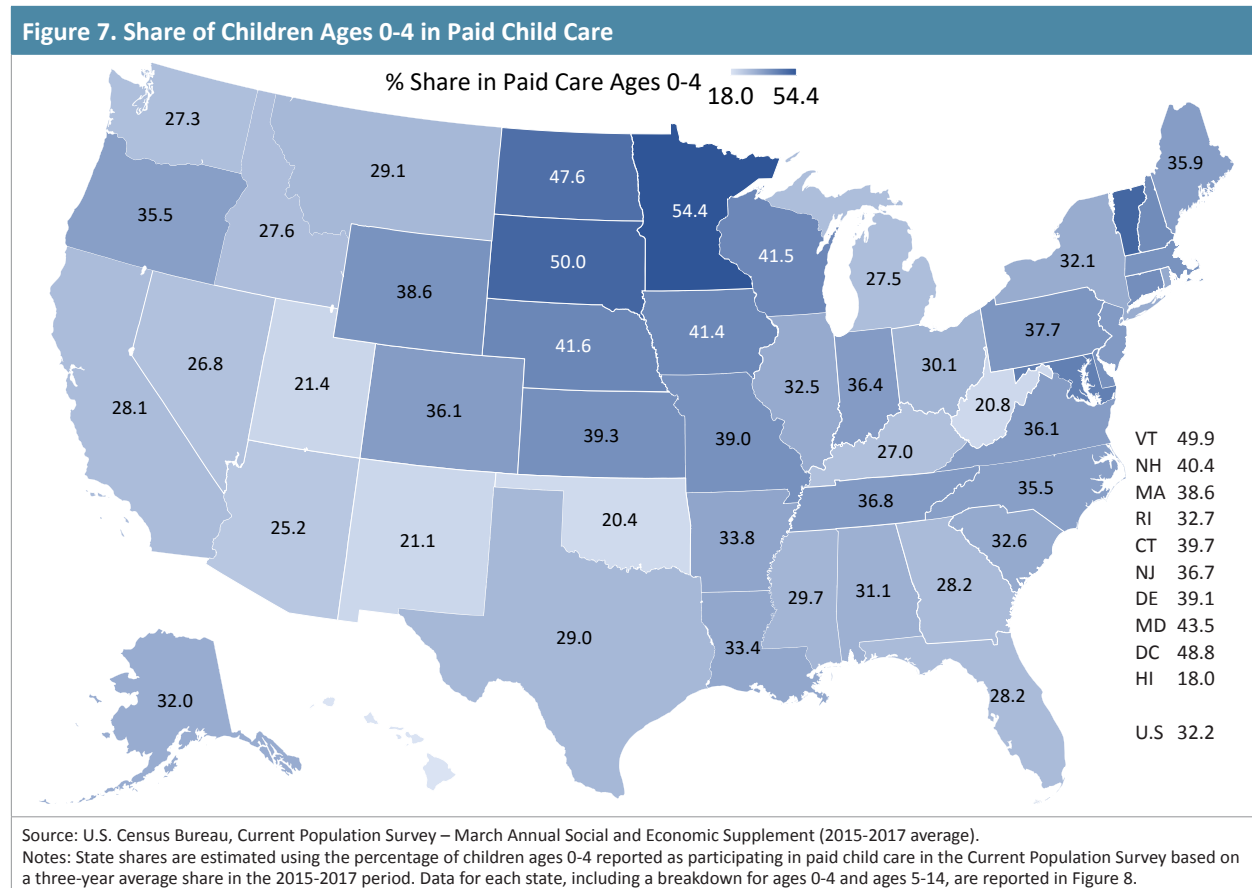 Figure 7. Share of Children Ages 0-4 in Paid Child Care
% Share in Paid Care Ages 0-4
18.0 54.4
27.3
29.1
47.6
54.4
35.9
35.5
27.6
50.0
41.5
27.5
32.1
38.6
41.6
41.4
37.7
26.8
21.4
32.5
36.4
30.1
28.1
36.1
39.3
39.0
20.8
36.1
27.0
35.5
25.2
21.1
20.4
33.8
36.8
32.6
29.7
31.1
28.2
29.0
33.4
28.2
32.0
VT 49.9
NH 40.4
MA 38.6
RI 32.7
CT 39.7
NJ 36.7
DE 39.1
MD 43.5
DC 48.8
HI 18.0
U.S 32.2
Source: U.S. Census Bureau, Current Population Survey – March Annual Social and Economic Supplement (2015-2017 average).
Notes: State shares are estimated using the percentage of children ages 0-4 reported as participating in paid child care in the Current Population Survey based on
a three-year average share in the 2015-2017 period. Data for each state, including a breakdown for ages 0-4 and ages 5-14, are reported in Figure 8.